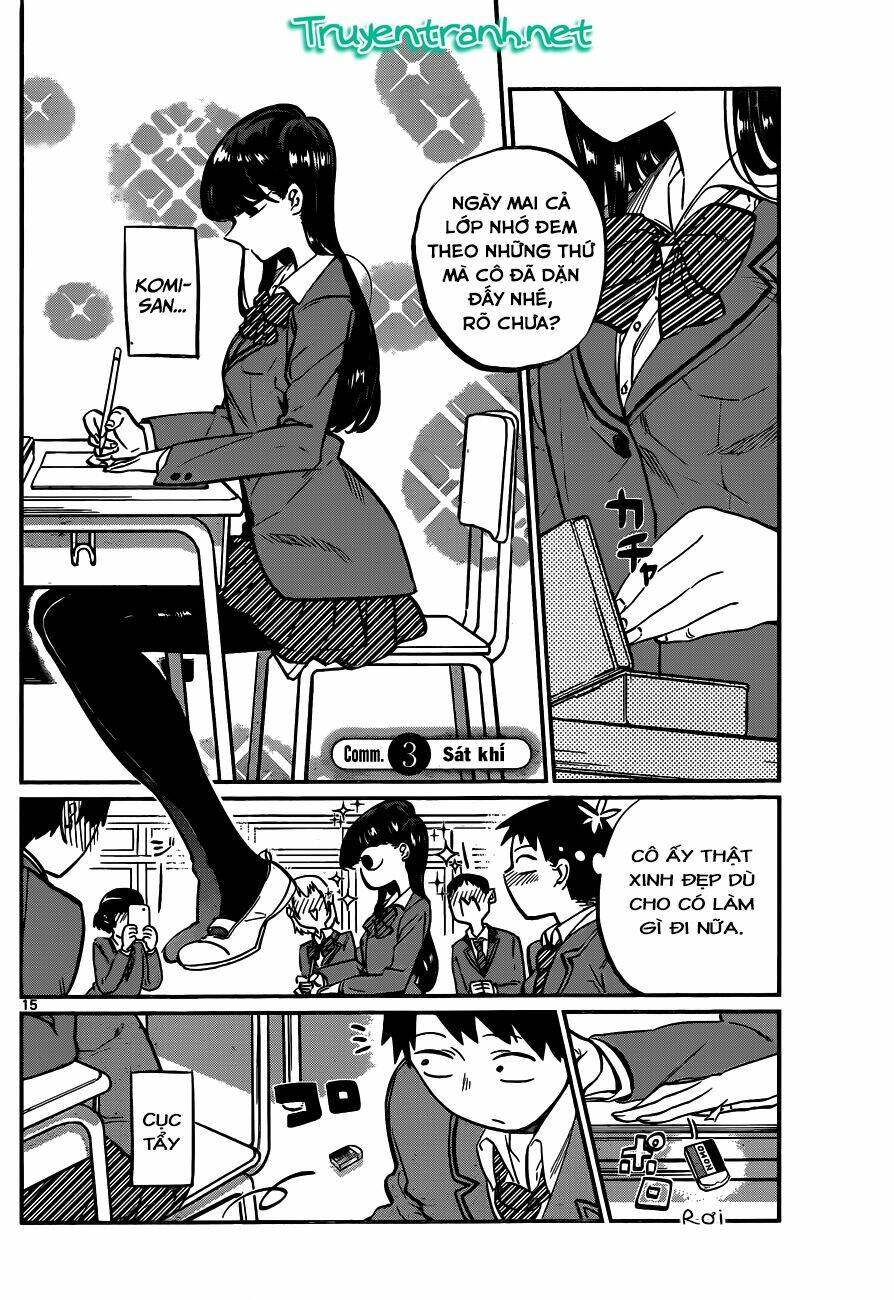 Truyentranh.net
NGÀY MAI CẢ
LỚP NHỚ ĐEM
THEO NHỮNG THỨ
MÀ CÔ ĐÃ DẶN
ĐẤY NHÉ,
RÕ CHƯA?
カチャ
KOMI-
SAN...
Comm. 3 Sát khí
CÔ ẤY THẬT
XINH ĐẸP DÙ
CHO CÓ LÀM
GÌ ĐI NỮA.
15
ポロ
Rơi
コロ
CỤC
TẨY